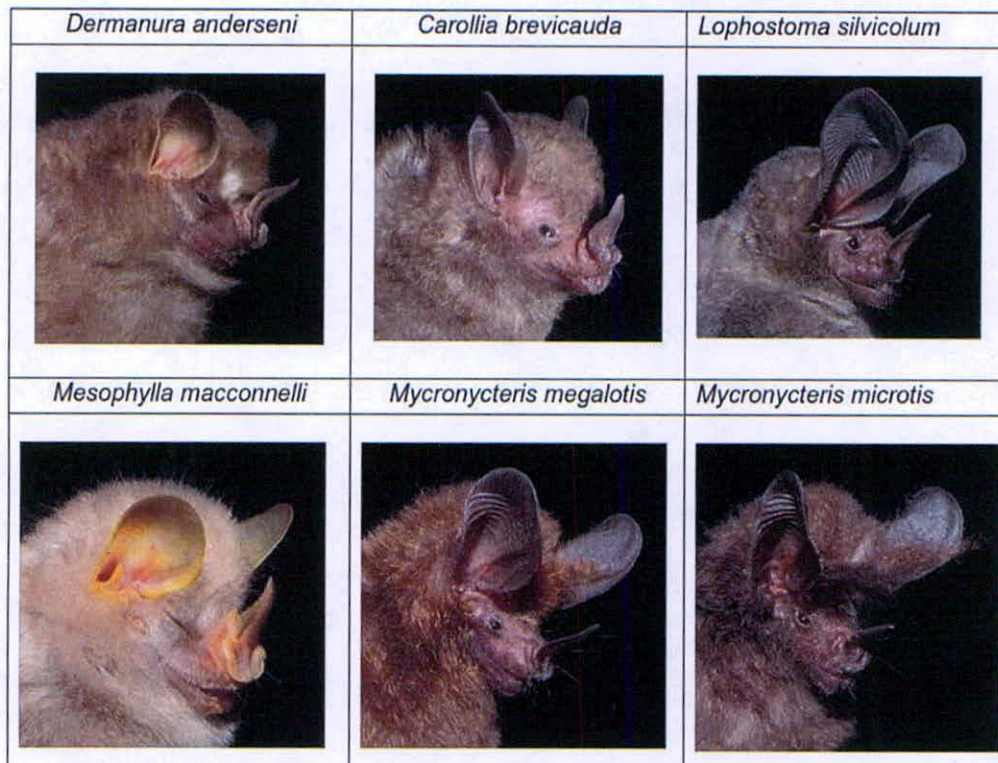 Dermanura anderseni
Carollia brevicauda
Lophostoma silvicolum
Mesophylla macconnelli
Mycronycteris megalotis
Mycronycteris microtis